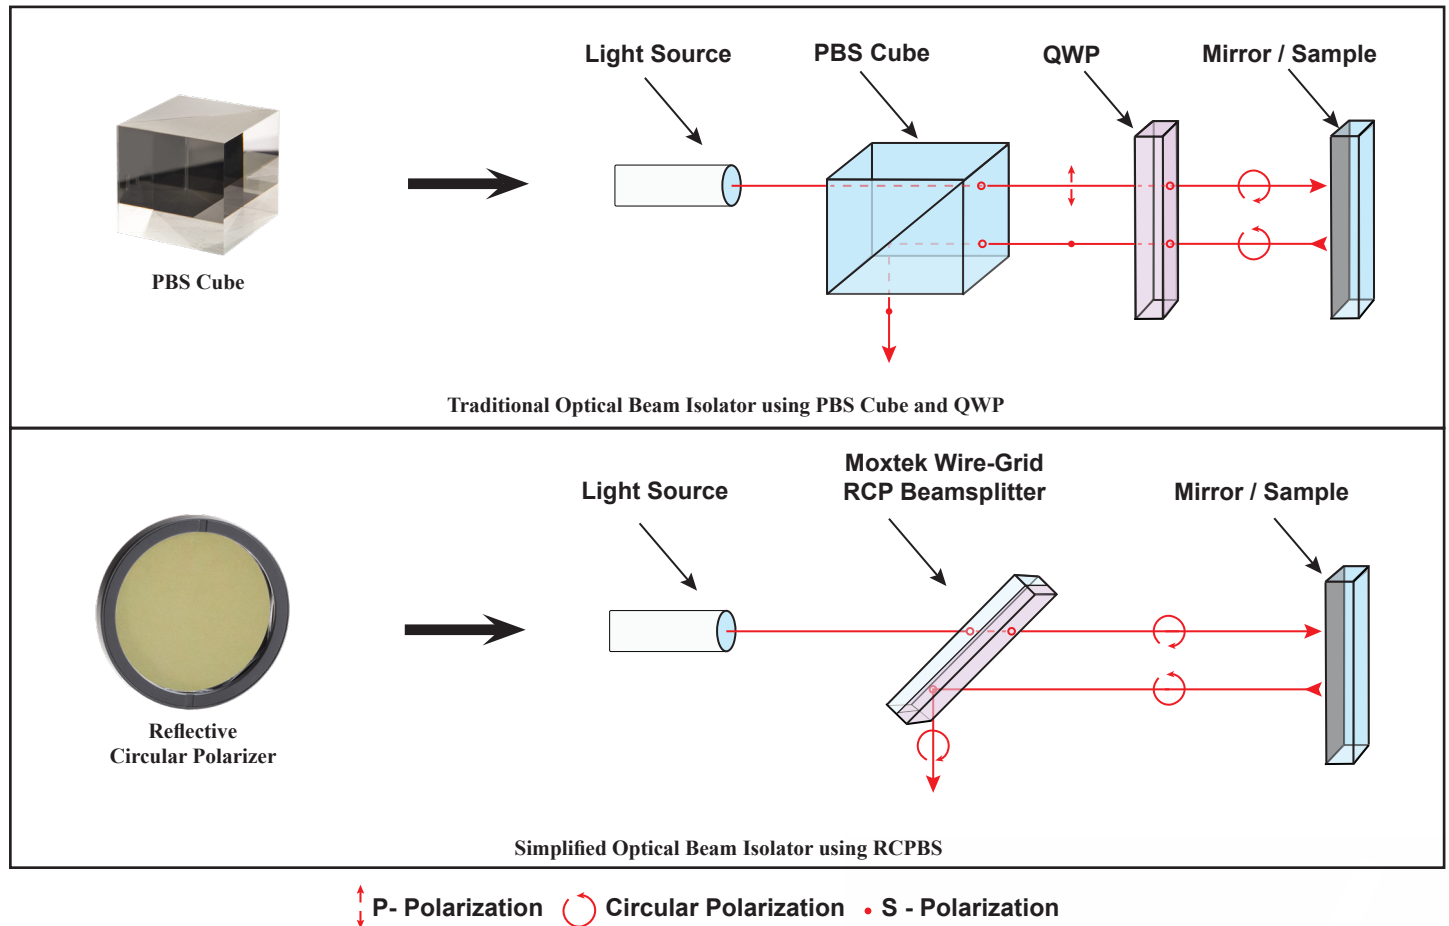 Light Source
PBS Cube
QWP
Mirror / Sample
PBS Cube
Traditional Optical Beam Isolator using PBS Cube and QWP
Moxtek Wire-Grid
RCP Beamsplitter
Light Source
Mirror / Sample
Reflective
Circular Polarizer
Simplified Optical Beam Isolator using RCPBS
P- Polarization
Circular Polarization
S - Polarization